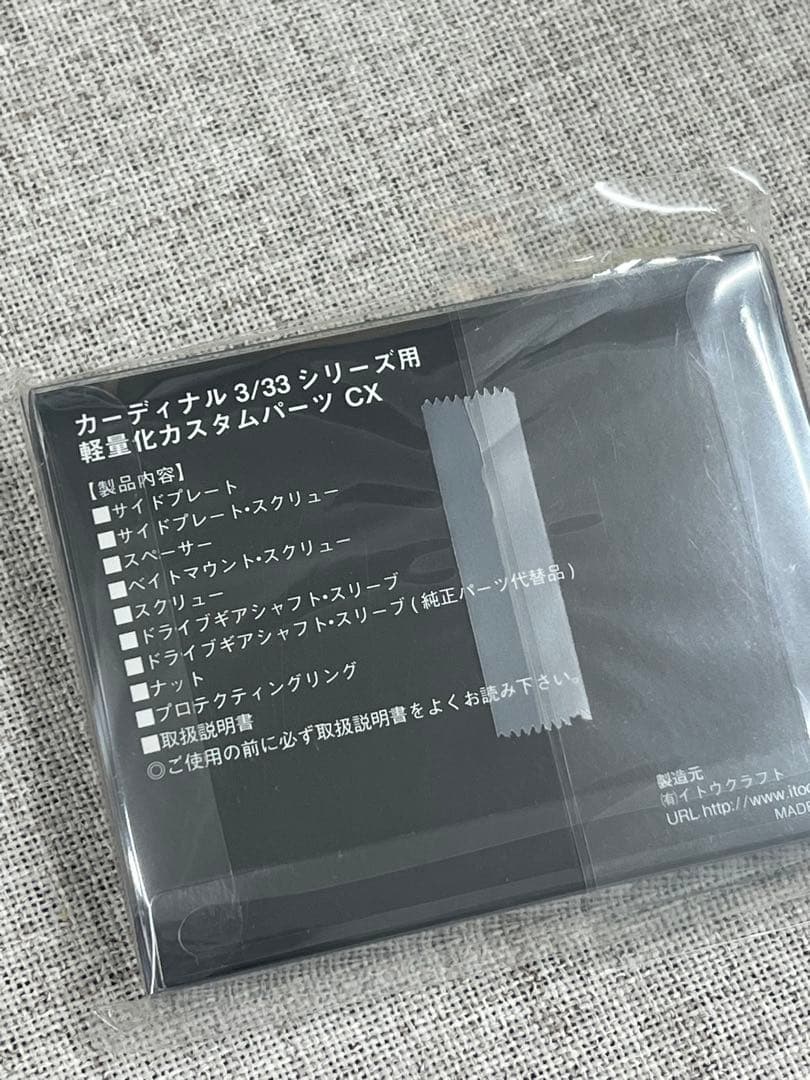 カーディナル 3/33 シリーズ用
軽量化カスタムパーツ CX
【製品内容】
■サイドプレート
■サイドプレート・スクリュー
■スペーサー
■ベイトマウント・スクリュー
■スクリュー
■ドライブギアシャフト・スリーブ
■ドライブギアシャフト・スリーブ ( 純正パーツ代替品 )
■ナット
■プロテクティングリング
■取扱説明書
◎ご使用の前に必ず取扱説明書をよくお読み下さい。
製造元
㈲イトウクラフト
URL http://www.itoc
MADE